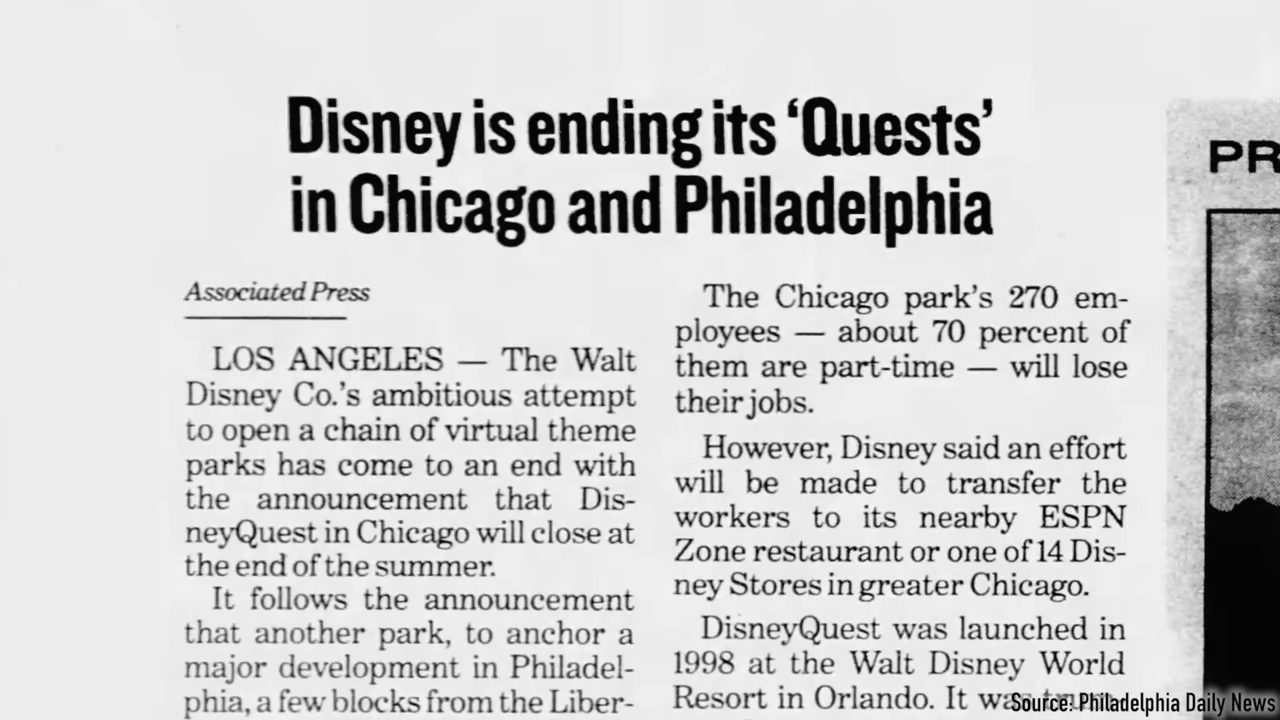 Disney is ending its ‘Quests’
in Chicago and Philadelphia
Associated Press
LOS ANGELES — The Walt
Disney Co.'s ambitious attempt
to open a chain of virtual theme
parks has come to an end with
the announcement that Dis-
neyQuest in Chicago will close at
the end of the summer.
It follows the announcement
that another park, to anchor a
major development in Philadel-
phia, a few blocks from the Liber-
The Chicago park's 270 em-
ployees — about 70 percent of
them are part-time — will lose
their jobs.
However, Disney said an effort
will be made to transfer the
workers to its nearby ESPN
Zone restaurant or one of 14 Dis-
ney Stores in greater Chicago.
DisneyQuest was launched in
1998 at the Walt Disney World
Resort in Orlando. It was
PR
Source: Philadelphia Daily News